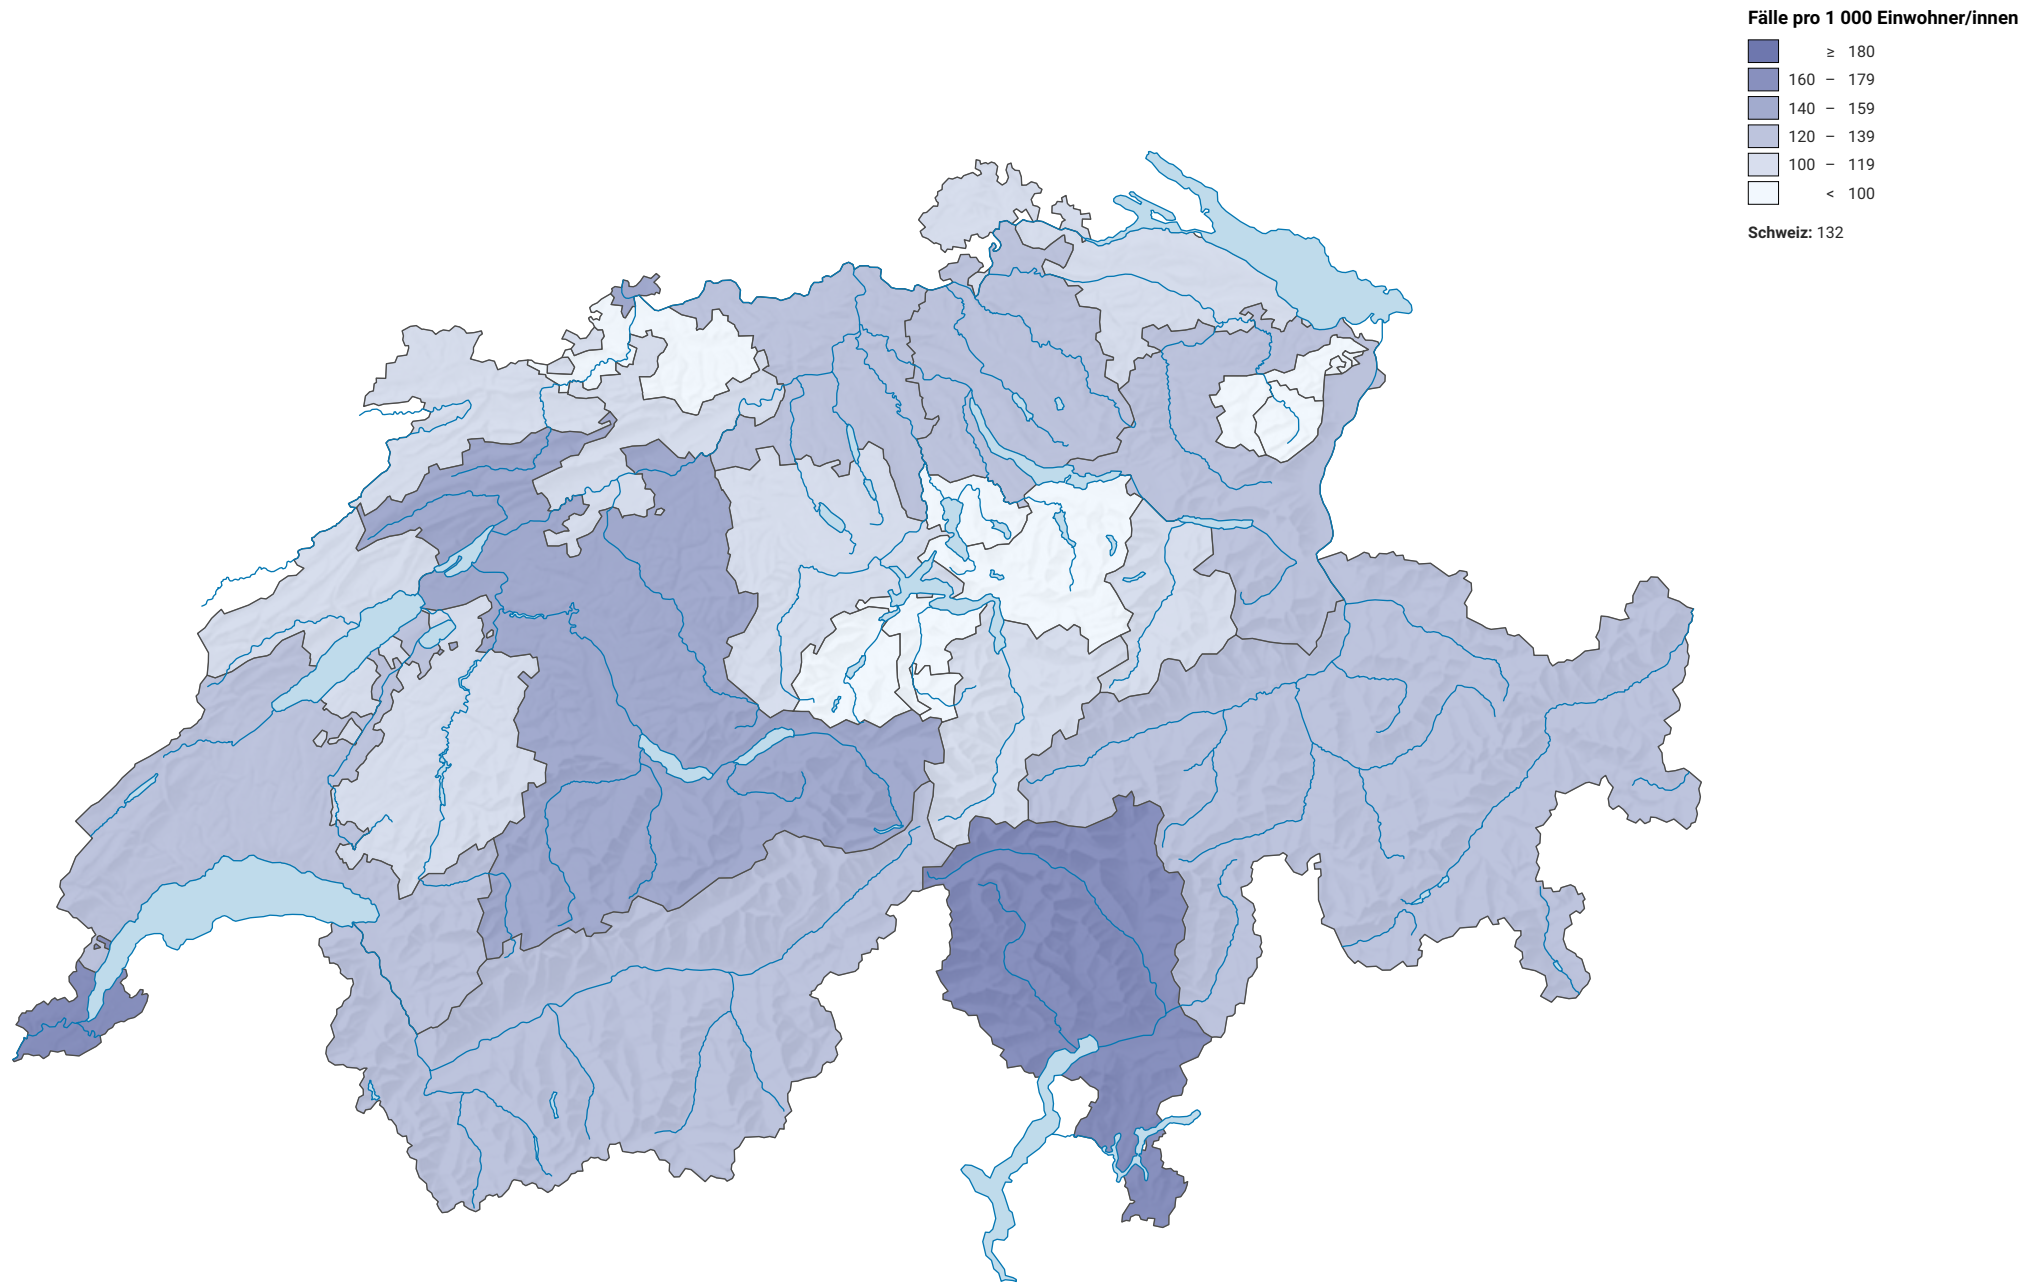 Fälle pro 1 000 Einwohner/innen
≥ 180
160 – 179
140 – 159
120 – 139
100 – 119
< 100
Schweiz: 132